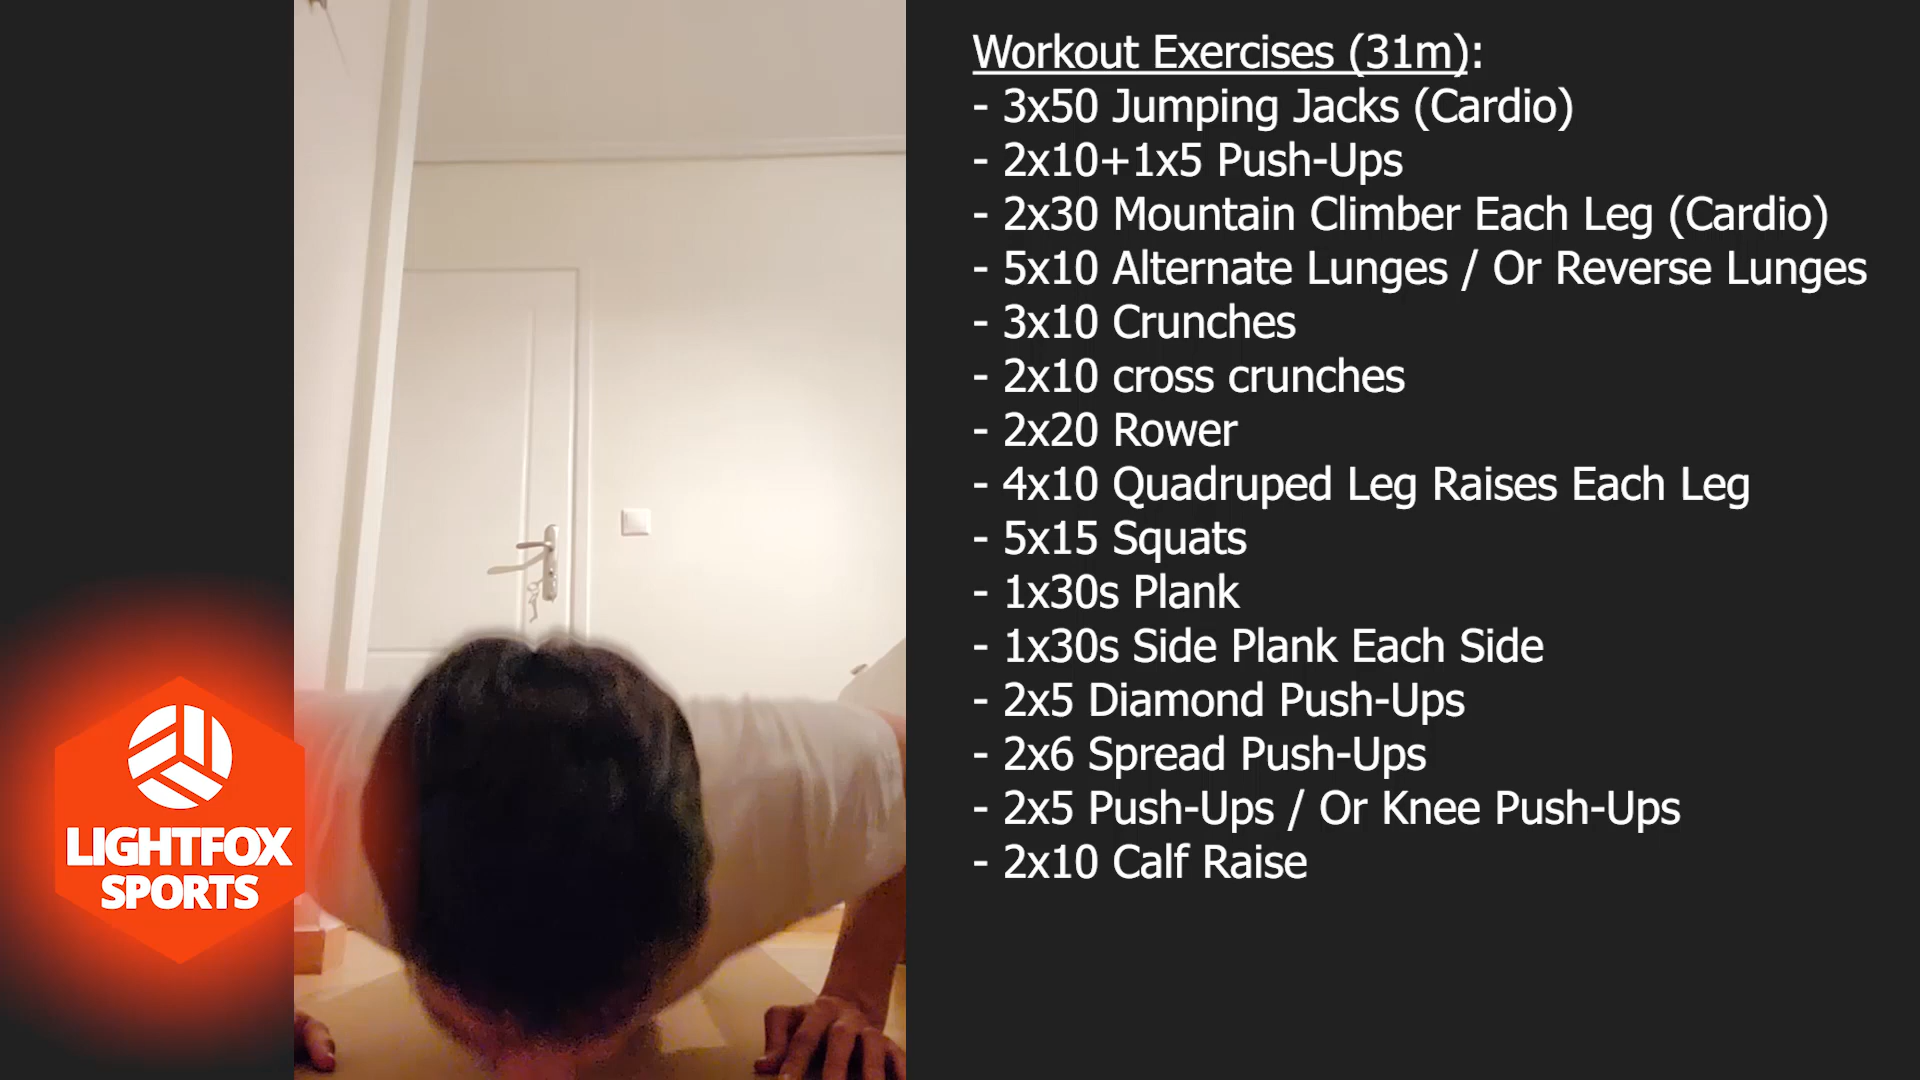 Workout Exercises (31m):
- 3x50 Jumping Jacks (Cardio)
- 2x10+1x5 Push-Ups
- 2x30 Mountain Climber Each Leg (Cardio)
- 5x10 Alternate Lunges / Or Reverse Lunges
- 3x10 Crunches
- 2x10 cross crunches
- 2x20 Rower
- 4x10 Quadruped Leg Raises Each Leg
- 5x15 Squats
- 1x30s Plank
- 1x30s Side Plank Each Side
- 2x5 Diamond Push-Ups
- 2x6 Spread Push-Ups
- 2x5 Push-Ups / Or Knee Push-Ups
- 2x10 Calf Raise
LIGHTFOX
SPORTS